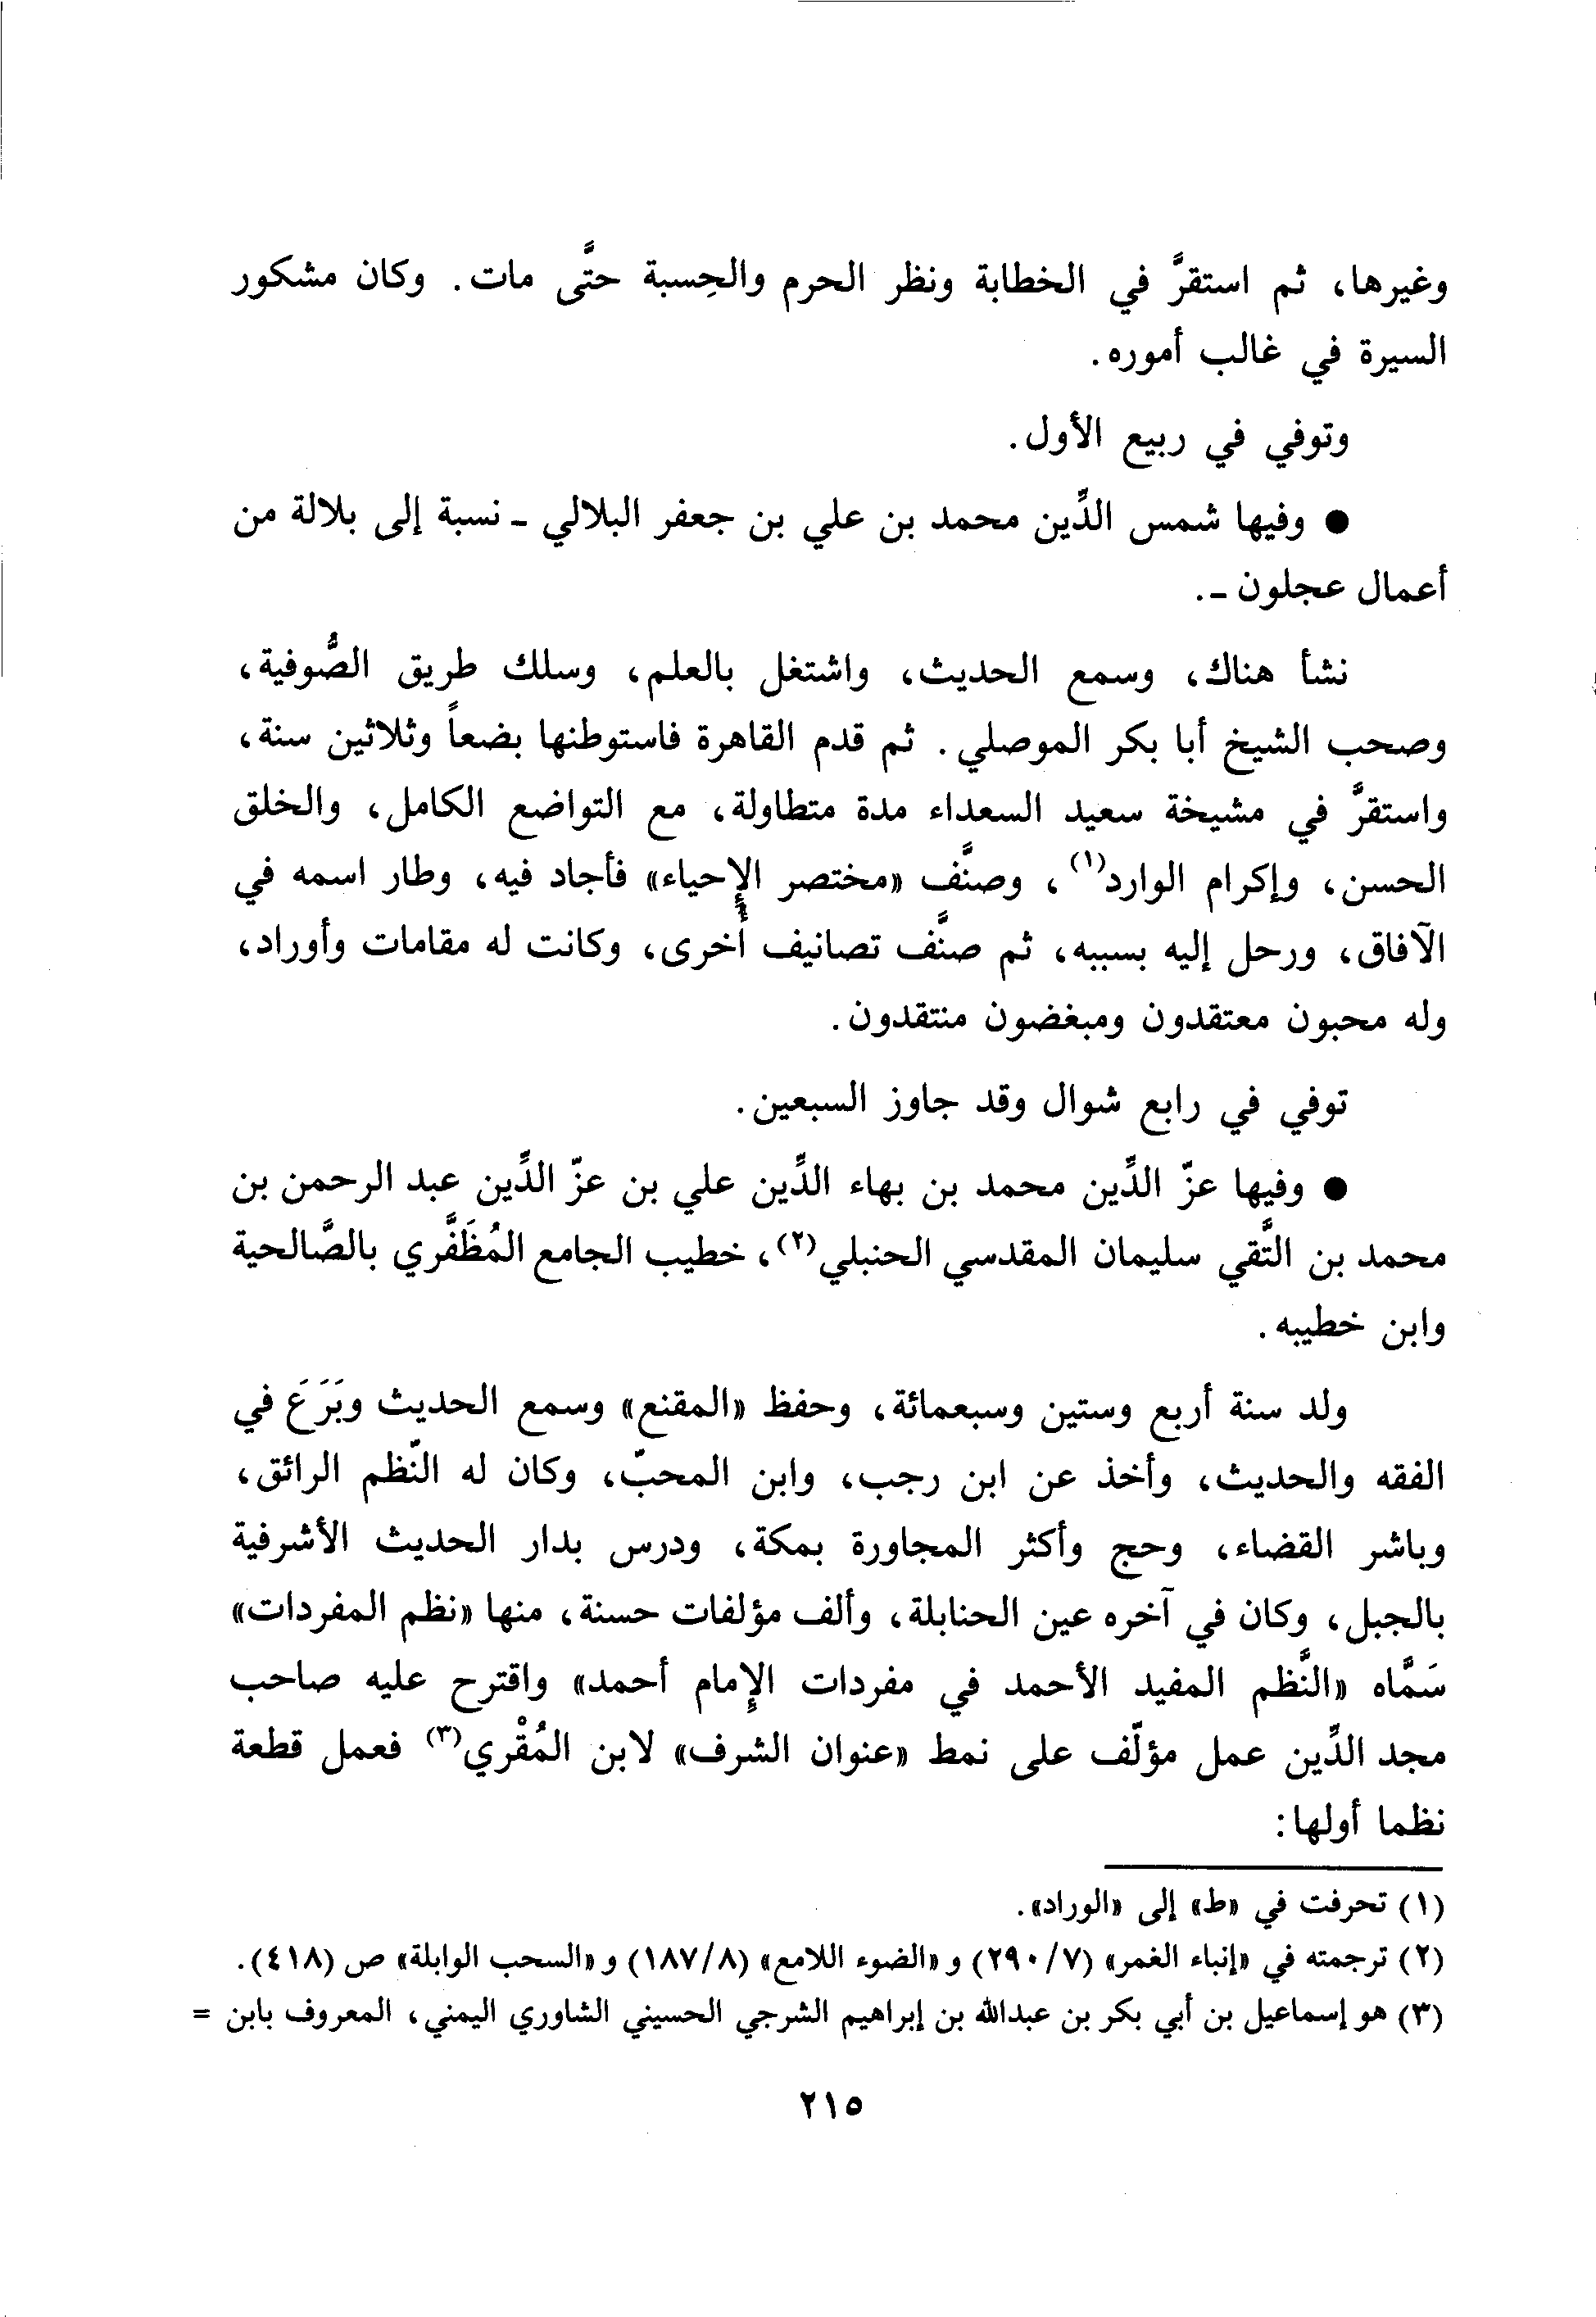 وغيرها، ثم استقرَّ في الخطابة ونظر الحرم والحِسبة حتَّى مات. وكان مشكور
السيرة في غالب أموره.
وتوفي في ربيع الأول.
● وفيها شمس الدِّين محمد بن علي بن جعفر البلالي - نسبة إلى بلالة من
أعمال عجلون -.
نشأ هناك، وسمع الحديث، واشتغل بالعلم، وسلك طريق الصُّوفية،
وصحب الشيخ أبا بكر الموصلي. ثم قدم القاهرة فاستوطنها بضعاً وثلاثين سنة،
واستقرَّ في مشيخة سعيد السعداء مدة متطاولة، مع التواضع الكامل، والخلق
الحسن، وإكرام الوارد(١)، وصنَّف «مختصر الإحياء» فأجاد فيه، وطار اسمه في
الآفاق، ورحل إليه بسببه، ثم صنَّف تصانيف أخرى، وكانت له مقامات وأوراد،
وله محبون معتقدون ومبغضون منتقدون.
توفي في رابع شوال وقد جاوز السبعين.
● وفيها عزّ الدِّين محمد بن بهاء الدِّين علي بن عزّ الدِّين عبد الرحمن بن
محمد بن التَّقي سليمان المقدسي الحنبلي(٢)، خطيب الجامع المُظَفَّري بالصَّالحية
وابن خطيبه.
ولد سنة أربع وستين وسبعمائة، وحفظ «المقنع» وسمع الحديث وبَرَعَ في
الفقه والحديث، وأخذ عن ابن رجب، وابن المحبّ، وكان له النّظم الرائق،
وباشر القضاء، وحج وأكثر المجاورة بمكة، ودرس بدار الحديث الأشرفية
بالجبل، وكان في آخره عين الحنابلة، وألف مؤلفات حسنة، منها «نظم المفردات»
سَمَّاه «النَّظم المفيد الأحمد في مفردات الإمام أحمد» واقترح عليه صاحب
مجد الدِّين عمل مؤلّف على نمط «عنوان الشرف» لابن المُقْري(٣) فعمل قطعة
نظما أولها:
(١) تحرفت في «ط» إلى «الوراد».
(٢) ترجمته في «إنباء الغمر» (٧/ ٢٩٠) و «الضوء اللامع» (٨/ ١٨٧) و «السحب الوابلة» ص (٤١٨).
(٣) هو إسماعيل بن أبي بكر بن عبدالله بن إبراهيم الشرجي الحسيني الشاوري اليمني، المعروف بابن =
٢١٥